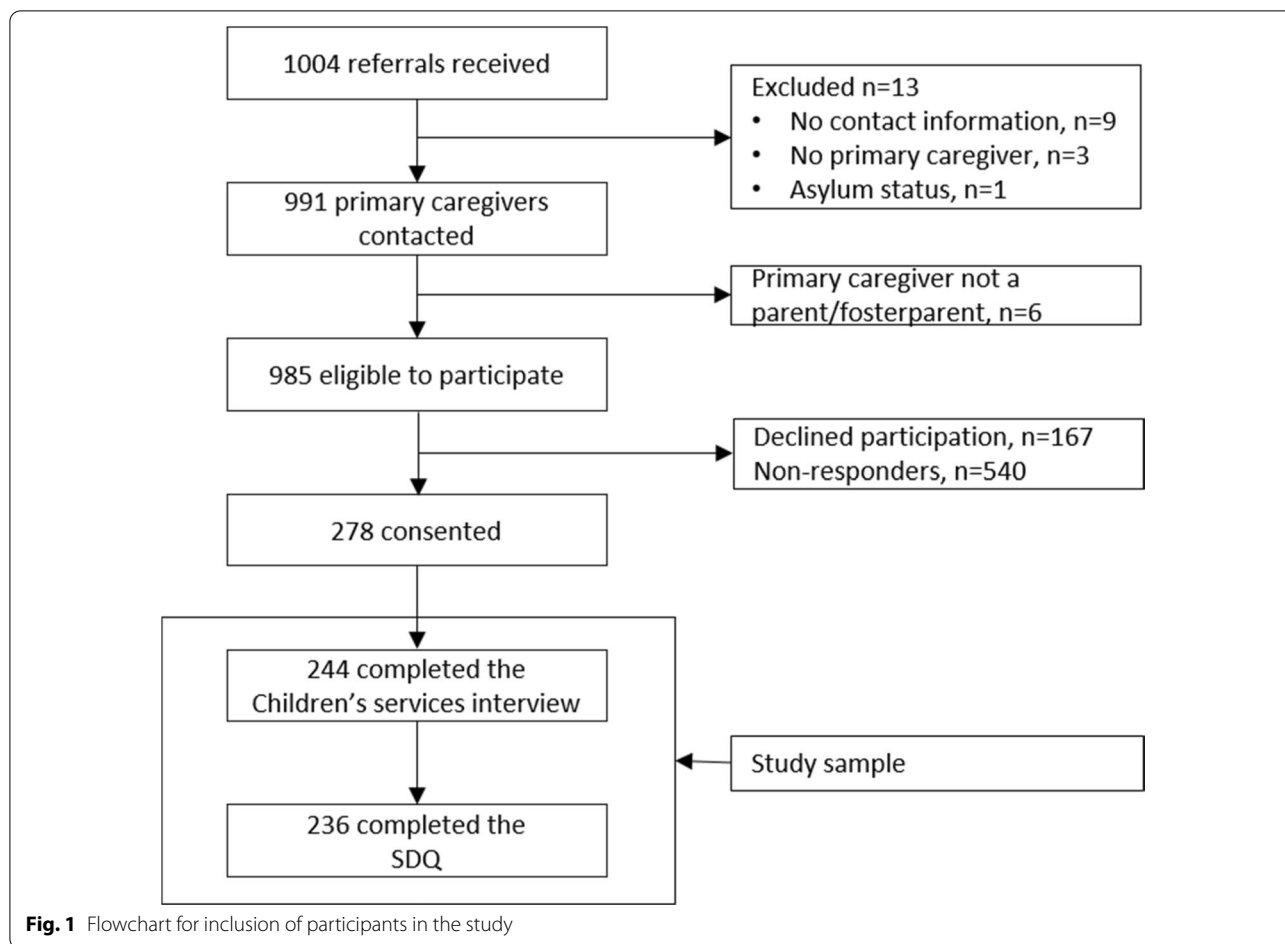 1004 referrals received
Excluded n=13
• No contact information, n=9
• No primary caregiver, n=3
• Asylum status, n=1
991 primary caregivers
contacted
Primary caregiver not a
parent/fosterparent, n=6
985 eligible to participate
Declined participation, n=167
Non-responders, n=540
278 consented
244 completed the
Children's services interview
Study sample
236 completed the
SDQ
Fig. 1 Flowchart for inclusion of participants in the study